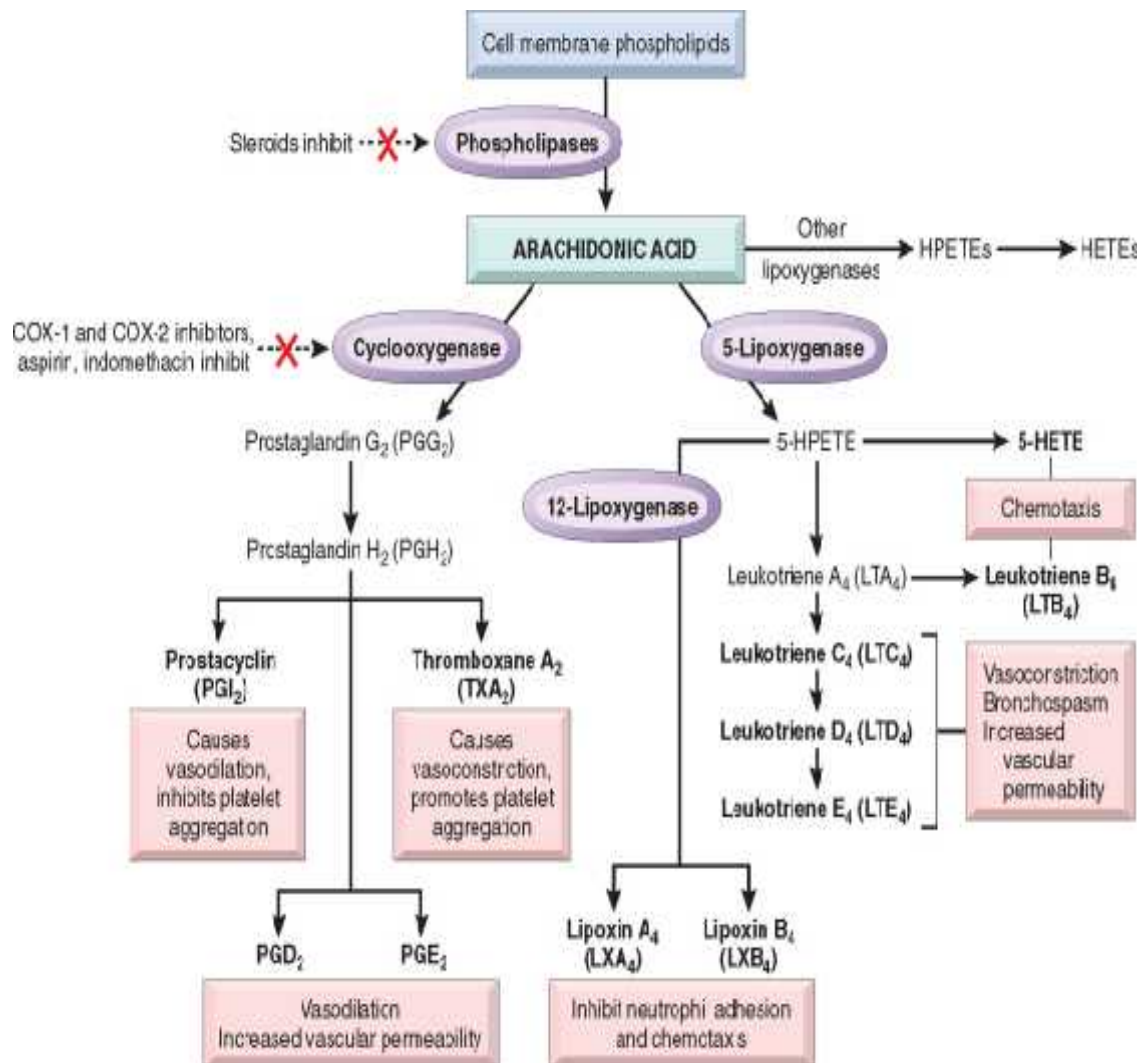 Cell membrane phospholipids
Steroids inhibit
Phospholipases
ARACHIDONIC ACID
Other
lipoxygenases
HPETEs
HETEs
COX-1 and COX-2 inhibitors,
aspirin, indomethacin inhibit
Cyclooxygenase
5-Lipoxygenase
Prostaglandin G₂ (PGG₂)
5-HPETE
5-HETE
12-Lipoxygenase
Chemotaxis
Prostaglandin H₂ (PGH₂)
Leukotriene A₄ (LTA₄)
Leukotriene B₄
(LTB₄)
Prostacyclin
(PGI₂)
Thromboxane A₂
(TXA₂)
Leukotriene C₄ (LTC₄)
Leukotriene D₄ (LTD₄)
Leukotriene E₄ (LTE₄)
Vasoconstriction
Bronchospasm
Increased
vascular
permeability
Causes
vasodilation,
inhibits platelet
aggregation
Causes
vasoconstriction,
promotes platelet
aggregation
PGD₂
PGE₂
Vasodilation
Increased vascular permeability
Lipoxin A₄
(LXA₄)
Lipoxin B₄
(LXB₄)
Inhibit neutrophil adhesion
and chemotaxis